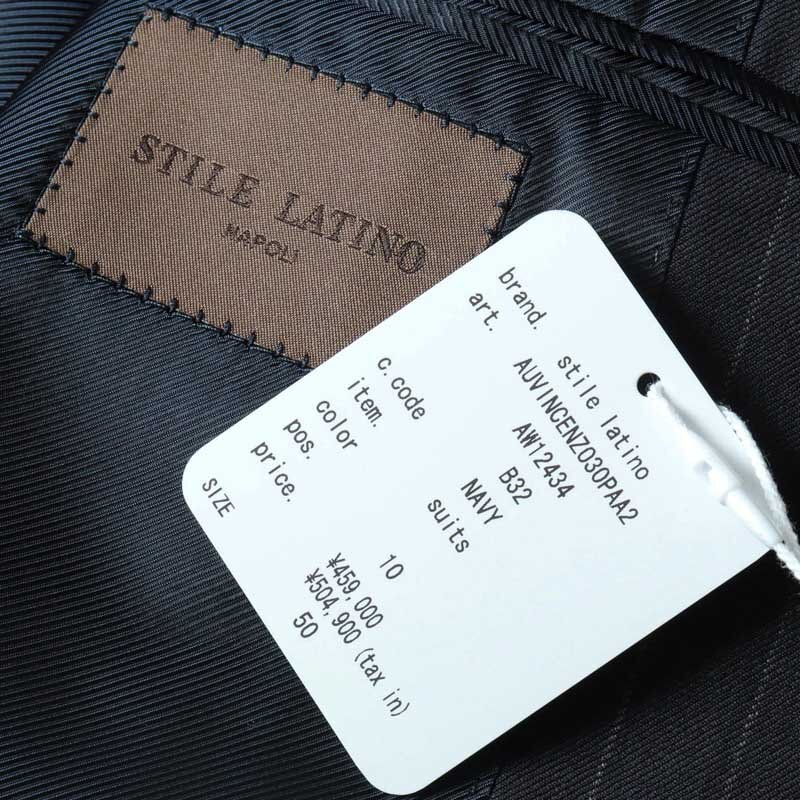 STILE LATINO
NAPOLI
brand. stile latino
art. AUVINCENZO30PAA2
AW12434
c.code B32
item. NAVY
color suits
pos. 10
price. ¥459,000
¥504,900 (tax in)
SIZE 50